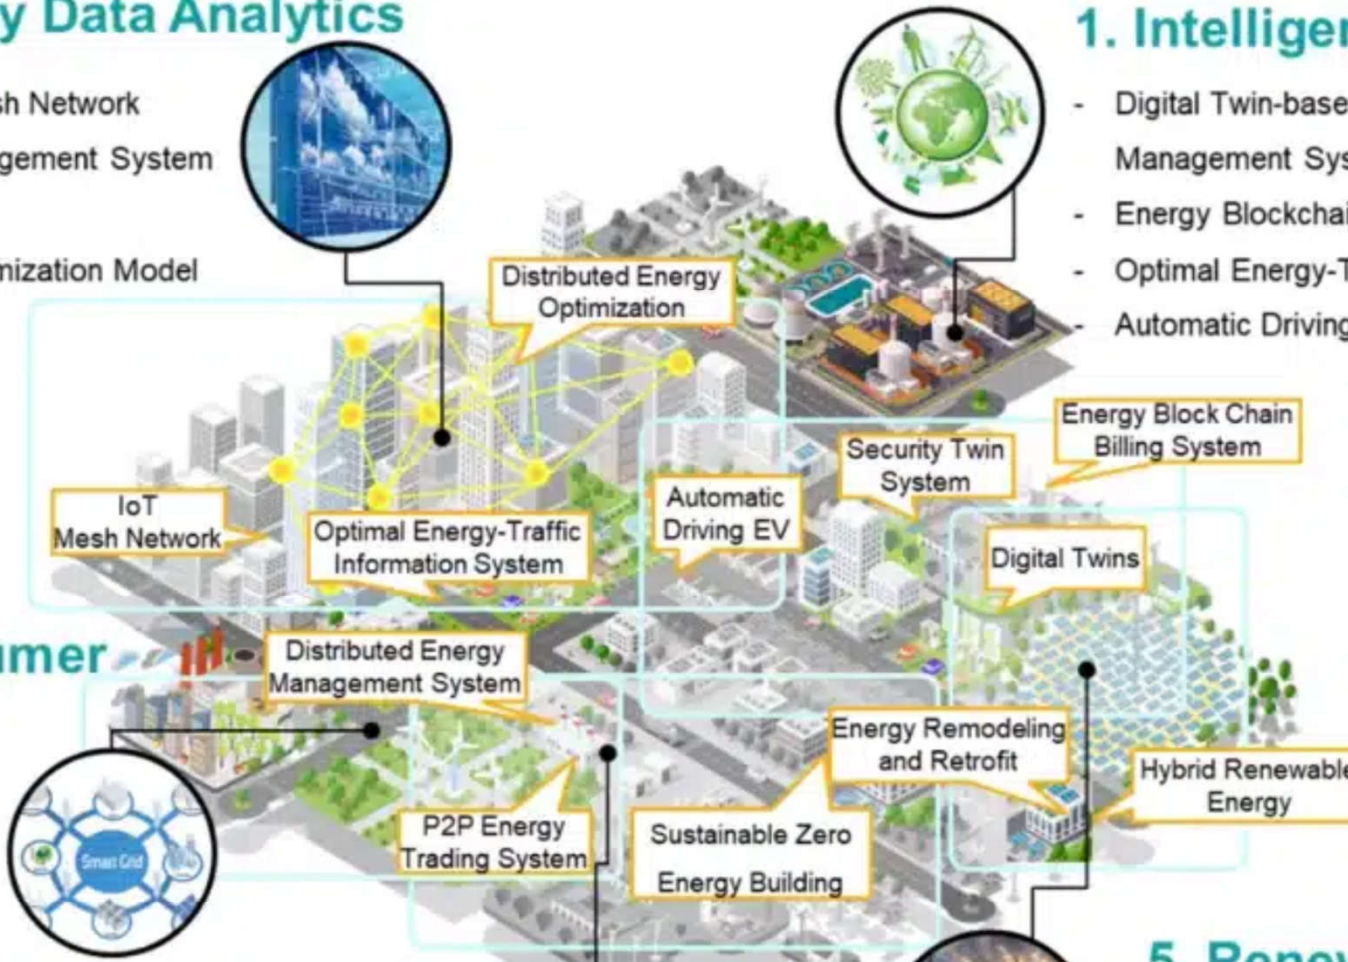 y Data Analytics
1. Intelligen
sh Network
gement System
mization Model
- Digital Twin-base
Management Sys
- Energy Blockchai
- Optimal Energy-T
- Automatic Driving
Distributed Energy
Optimization
Energy Block Chain
Billing System
Security Twin
System
Automatic
Driving EV
IoT
Mesh Network
Optimal Energy-Traffic
Information System
Digital Twins
umer
Distributed Energy
Management System
Energy Remodeling
and Retrofit
Hybrid Renewable
Energy
P2P Energy
Trading System
Sustainable Zero
Energy Building
Smart Grid
5. Renew